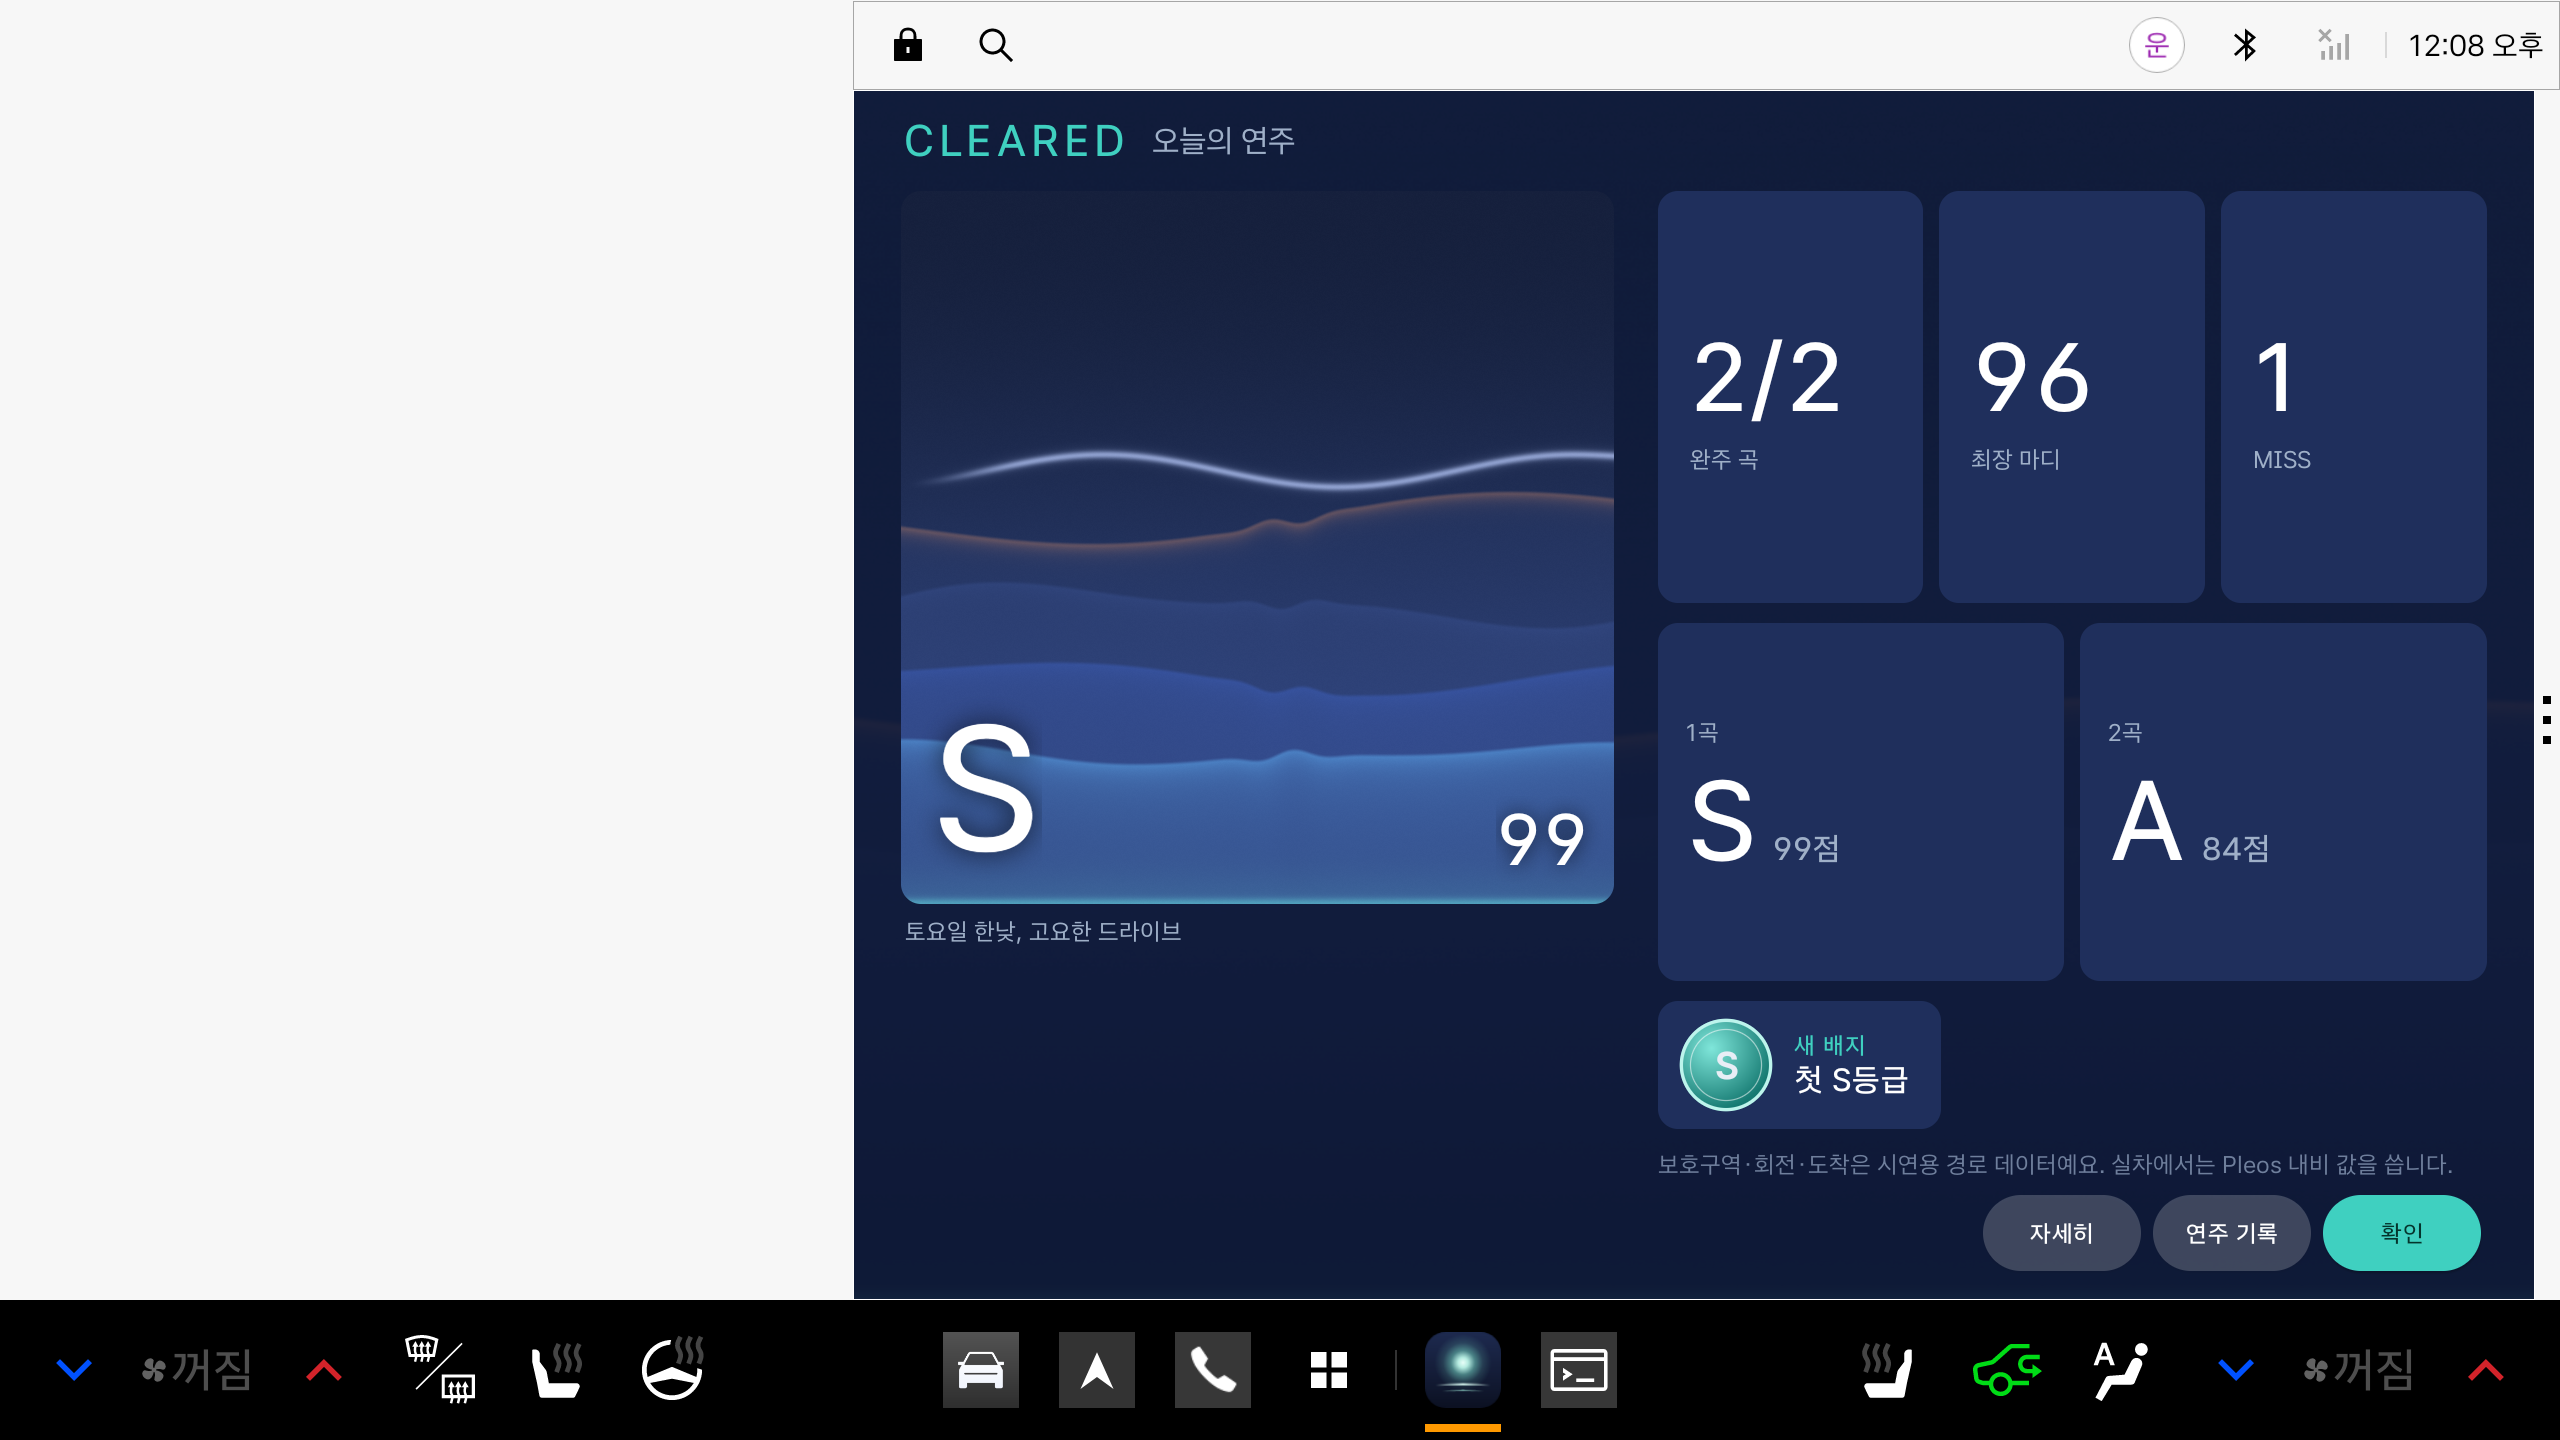 운
12:08 오후
CLEARED 오늘의 연주
S
99
토요일 한낮, 고요한 드라이브
2/2
완주 곡
96
최장 마디
1
MISS
1곡
S 99점
2곡
A 84점
S
새 배지
첫 S등급
보호구역·회전·도착은 시연용 경로 데이터예요. 실차에서는 Pleos 내비 값을 씁니다.
자세히
연주 기록
확인
꺼짐
A
꺼짐